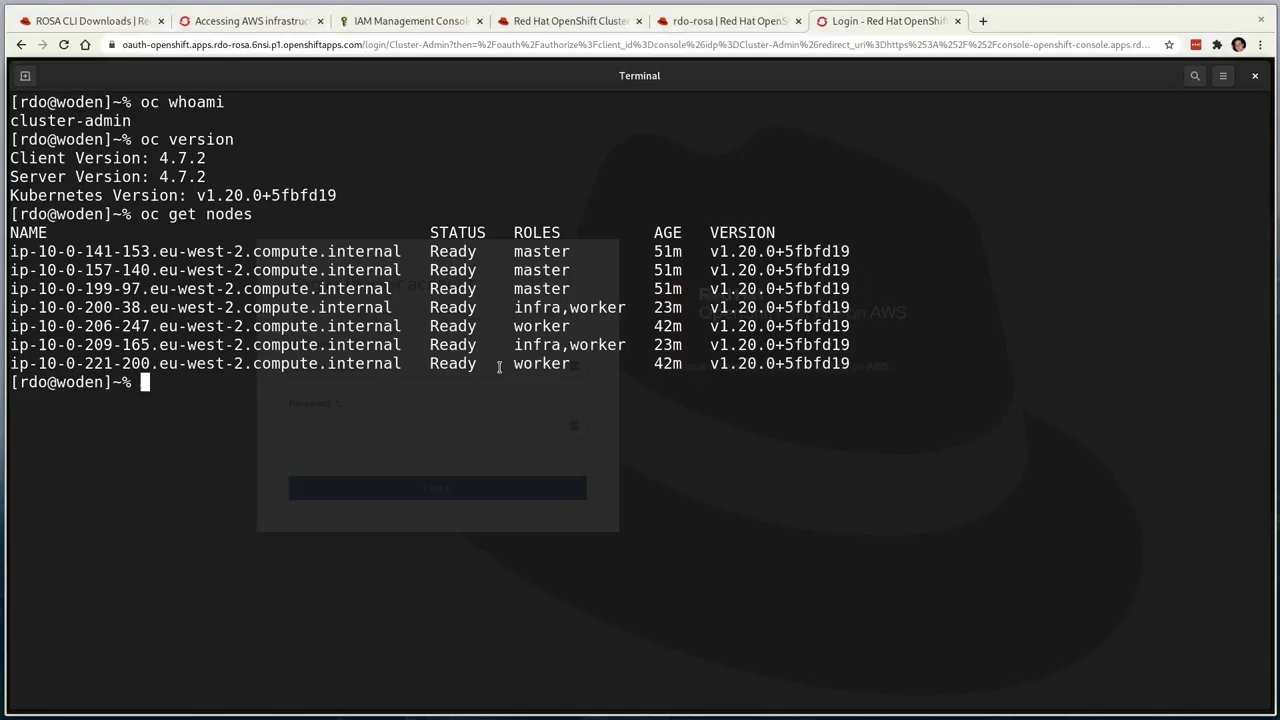 ROSA CLI Downloads | Re
Accessing AWS infrastruc
IAM Management Conso
Red Hat OpenShift Cluster
rdo-rosa | Red Hat OpenS
Login - Red Hat OpenShift
oauth-openshift.apps.rdo-rosa.6nsi.p1.openshiftapps.com/login/Cluster-Admin?then=%2Foauth%2Fauthorize%3Fclient_id%3Dconsole%26idp%3DCluster-Admin%26redirect_uri%3Dhttps%253A%252F%252Fconsole-openshift-console.apps.rd...
Terminal
[rdo@woden]~% oc whoami
cluster-admin
[rdo@woden]~% oc version
Client Version: 4.7.2
Server Version: 4.7.2
Kubernetes Version: v1.20.0+5fbfd19
[rdo@woden]~% oc get nodes
NAME STATUS ROLES AGE VERSION
ip-10-0-141-153.eu-west-2.compute.internal Ready master 51m v1.20.0+5fbfd19
ip-10-0-157-140.eu-west-2.compute.internal Ready master 51m v1.20.0+5fbfd19
ip-10-0-199-97.eu-west-2.compute.internal Ready master 51m v1.20.0+5fbfd19
ip-10-0-200-38.eu-west-2.compute.internal Ready infra,worker 23m v1.20.0+5fbfd19
ip-10-0-206-247.eu-west-2.compute.internal Ready worker 42m v1.20.0+5fbfd19
ip-10-0-209-165.eu-west-2.compute.internal Ready infra,worker 23m v1.20.0+5fbfd19
ip-10-0-221-200.eu-west-2.compute.internal Ready worker 42m v1.20.0+5fbfd19
[rdo@woden]~%
Password
Log in